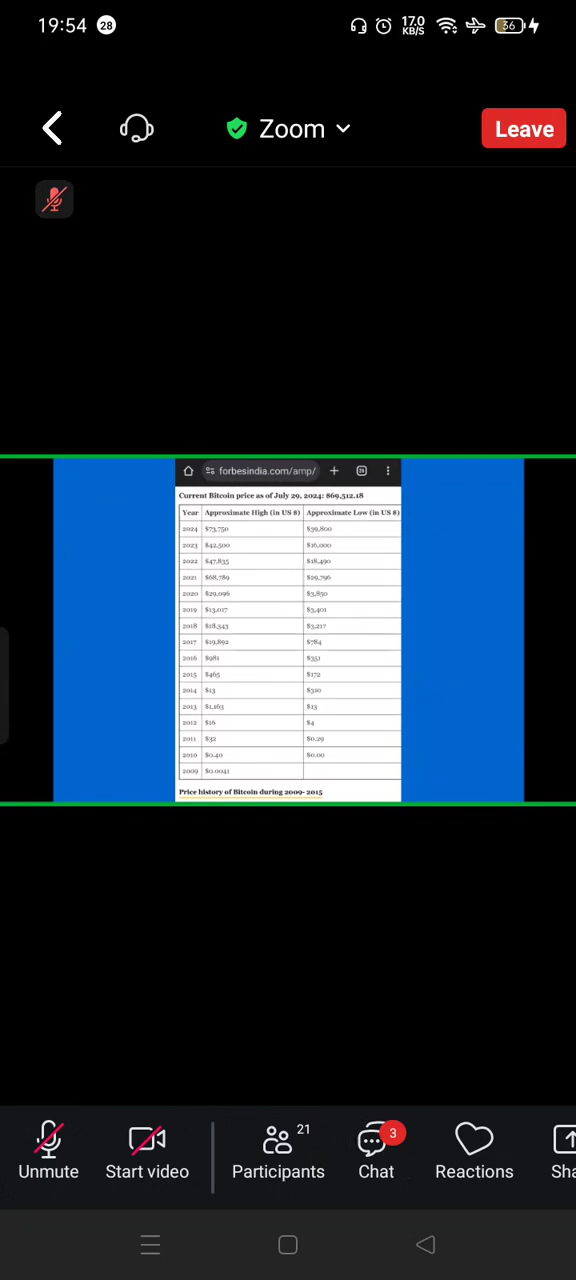 19:54 28 17.0 KB/S 36
Zoom Leave
forbesindia.com/amp/ 28
Current Bitcoin price as of July 29, 2024: $69,512.18
Year Approximate High (in US $) Approximate Low (in US $)
2024 $73,750 $39,800
2023 $42,500 $16,000
2022 $47,835 $18,490
2021 $68,789 $29,796
2020 $29,096 $3,850
2019 $13,017 $3,401
2018 $18,343 $3,217
2017 $19,892 $784
2016 $981 $351
2015 $465 $172
2014 $13 $310
2013 $1,163 $13
2012 $16 $4
2011 $32 $0.29
2010 $0.40 $0.00
2009 $0.0041
Price history of Bitcoin during 2009-2015
21 3
Unmute Start video Participants Chat Reactions Sha